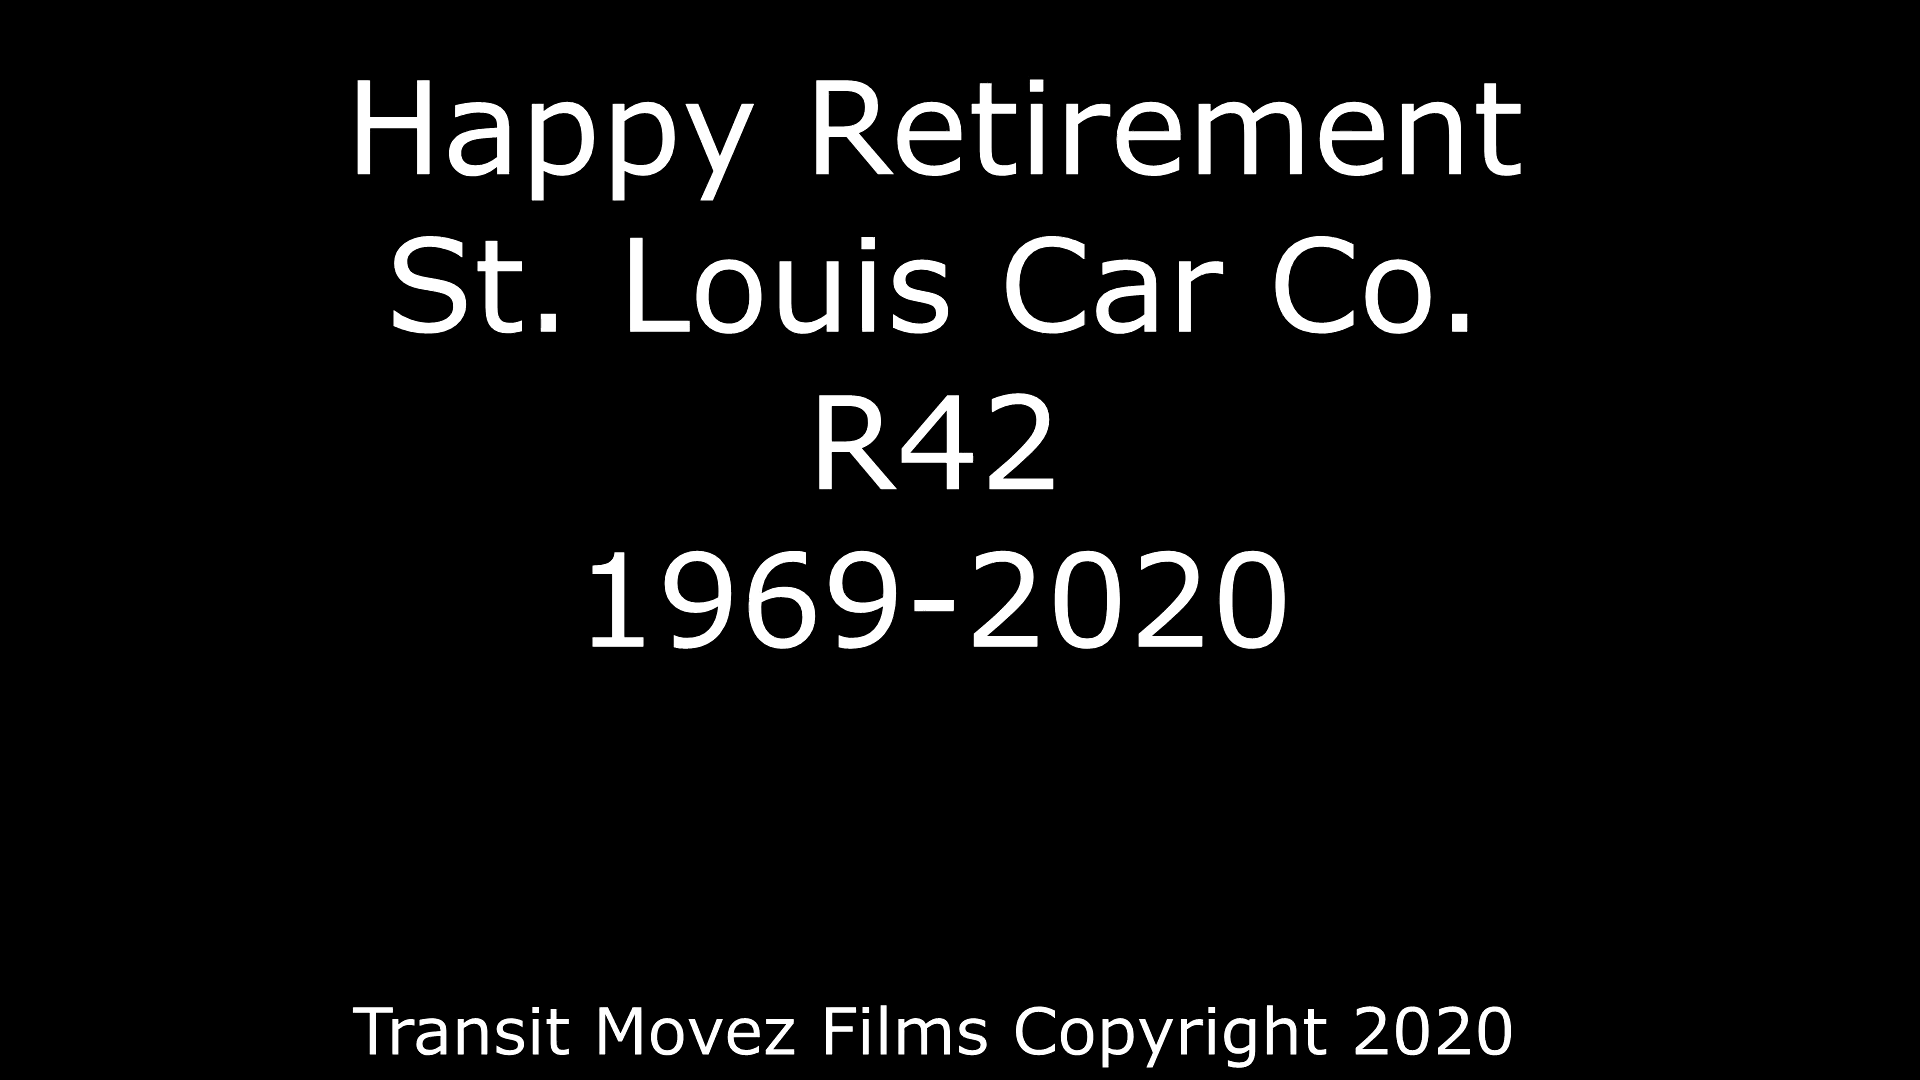 Happy Retirement
St. Louis Car Co.
R42
1969-2020
Transit Movez Films Copyright 2020